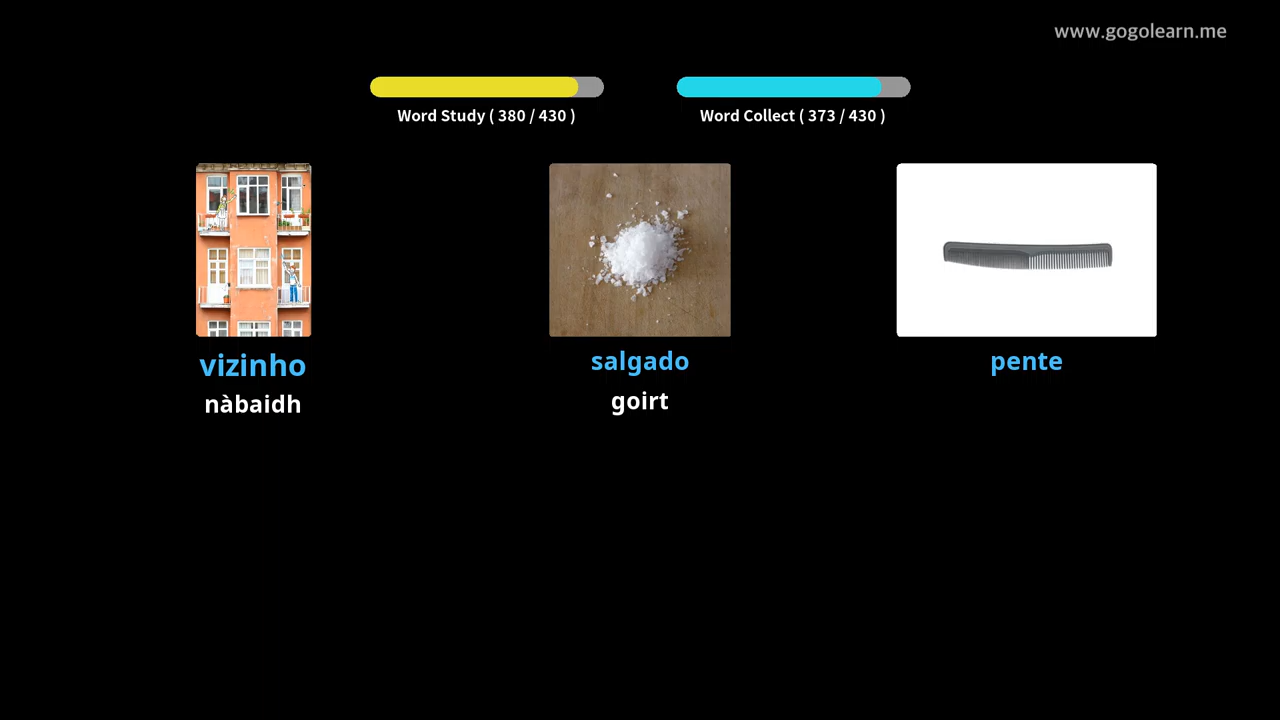 www.gogolearn.me
Word Study ( 380 / 430 )
Word Collect ( 373 / 430 )
vizinho
nàbaidh
salgado
goirt
pente